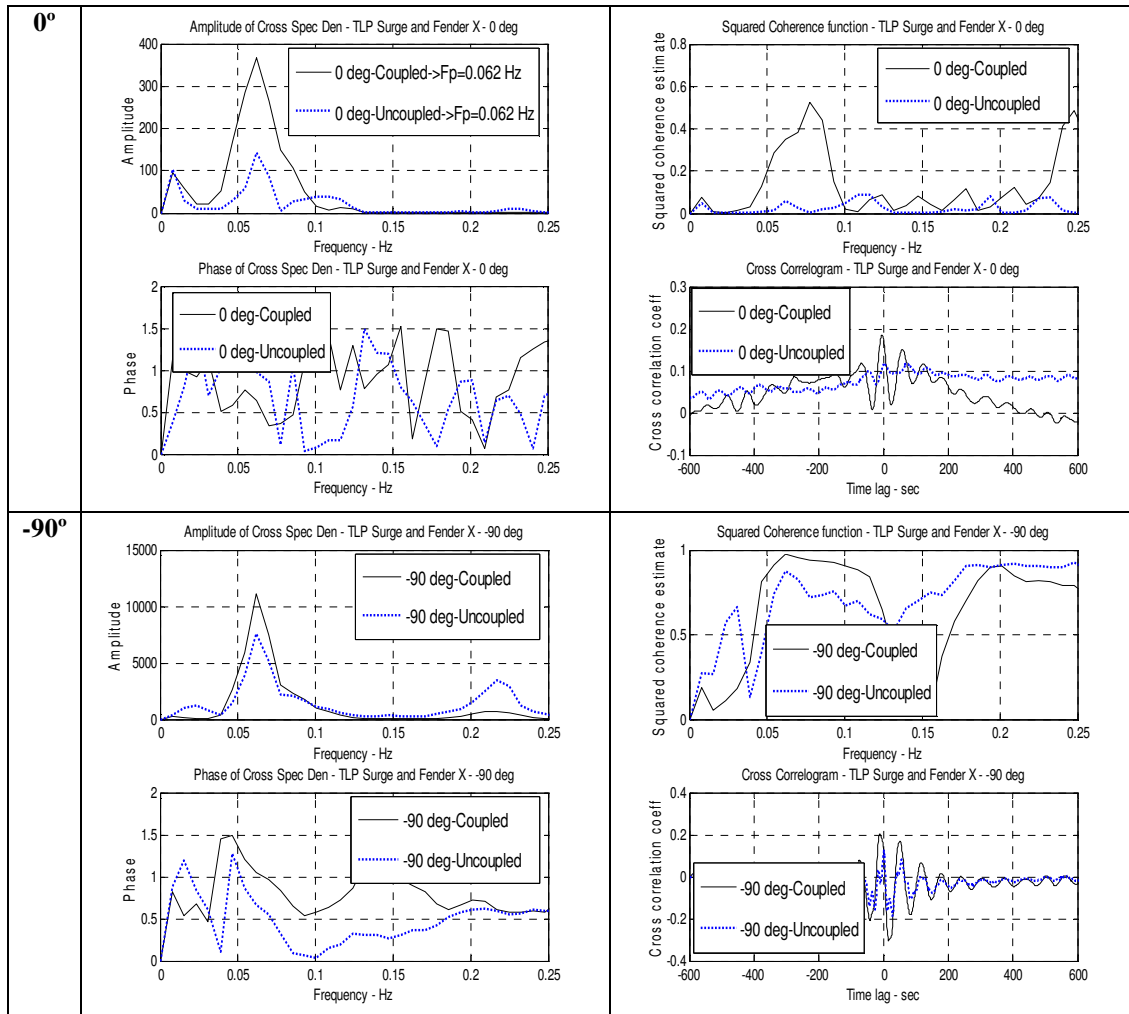 0º
Amplitude of Cross Spec Den - TLP Surge and Fender X - 0 deg
400
300
200
100
0
Amplitude
0 deg-Coupled->Fp=0.062 Hz
0 deg-Uncoupled->Fp=0.062 Hz
0 0.05 0.1 0.15 0.2 0.25
Frequency - Hz
Phase of Cross Spec Den - TLP Surge and Fender X - 0 deg
2
1.5
1
0.5
0
Phase
0 deg-Coupled
0 deg-Uncoupled
0 0.05 0.1 0.15 0.2 0.25
Frequency - Hz
Squared Coherence function - TLP Surge and Fender X - 0 deg
0.8
0.6
0.4
0.2
0
Squared coherence estimate
0 deg-Coupled
0 deg-Uncoupled
0 0.05 0.1 0.15 0.2 0.25
Frequency - Hz
Cross Correlogram - TLP Surge and Fender X - 0 deg
0.3
0.2
0.1
0
-0.1
Cross correlation coeff
0 deg-Coupled
0 deg-Uncoupled
-600 -400 -200 0 200 400 600
Time lag - sec
-90º
Amplitude of Cross Spec Den - TLP Surge and Fender X - -90 deg
15000
10000
5000
0
Amplitude
-90 deg-Coupled
-90 deg-Uncoupled
0 0.05 0.1 0.15 0.2 0.25
Frequency - Hz
Phase of Cross Spec Den - TLP Surge and Fender X - -90 deg
2
1.5
1
0.5
0
Phase
-90 deg-Coupled
-90 deg-Uncoupled
0 0.05 0.1 0.15 0.2 0.25
Frequency - Hz
Squared Coherence function - TLP Surge and Fender X - -90 deg
1
0.5
0
Squared coherence estimate
-90 deg-Coupled
-90 deg-Uncoupled
0 0.05 0.1 0.15 0.2 0.25
Frequency - Hz
Cross Correlogram - TLP Surge and Fender X - -90 deg
0.4
0.2
0
-0.2
-0.4
Cross correlation coeff
-90 deg-Coupled
-90 deg-Uncoupled
-600 -400 -200 0 200 400 600
Time lag - sec